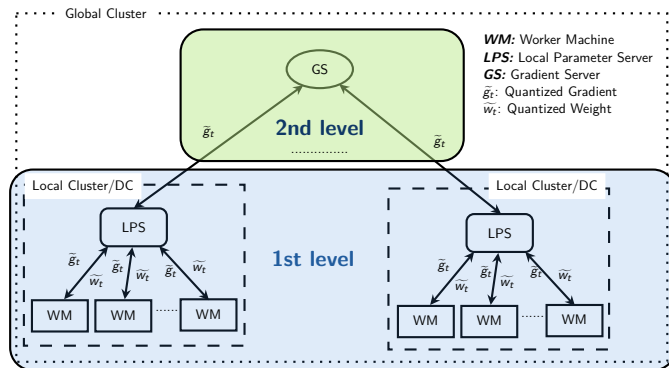 Global Cluster
WM: Worker Machine
LPS: Local Parameter Server
GS: Gradient Server
g̃ₜ: Quantized Gradient
w̃ₜ: Quantized Weight
GS
2nd level
...............
g̃ₜ
g̃ₜ
Local Cluster/DC
Local Cluster/DC
LPS
LPS
1st level
g̃ₜ w̃ₜ g̃ₜ w̃ₜ g̃ₜ w̃ₜ
g̃ₜ w̃ₜ g̃ₜ w̃ₜ g̃ₜ w̃ₜ
WM WM ...... WM
WM WM ...... WM